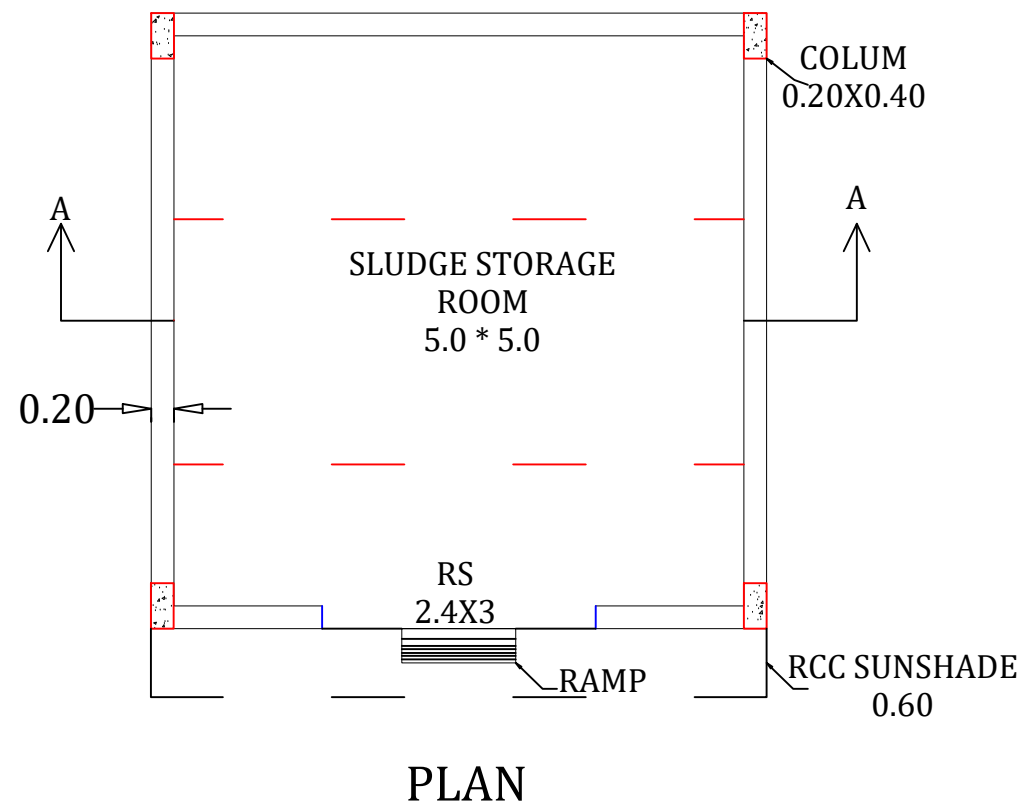 COLUM
0.20X0.40
A
A
SLUDGE STORAGE
ROOM
5.0 * 5.0
0.20
RS
2.4X3
RAMP
RCC SUNSHADE
0.60
PLAN